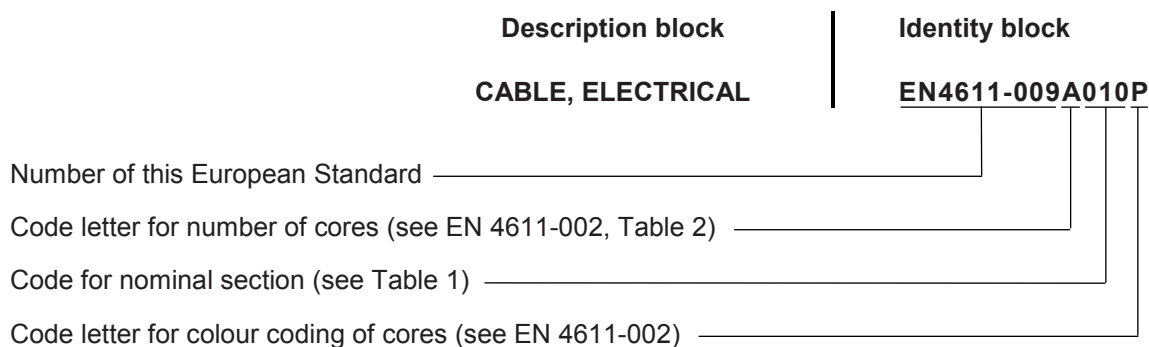 Description block Identity block
CABLE, ELECTRICAL EN4611-009A010P
Number of this European Standard
Code letter for number of cores (see EN 4611-002, Table 2)
Code for nominal section (see Table 1)
Code letter for colour coding of cores (see EN 4611-002)